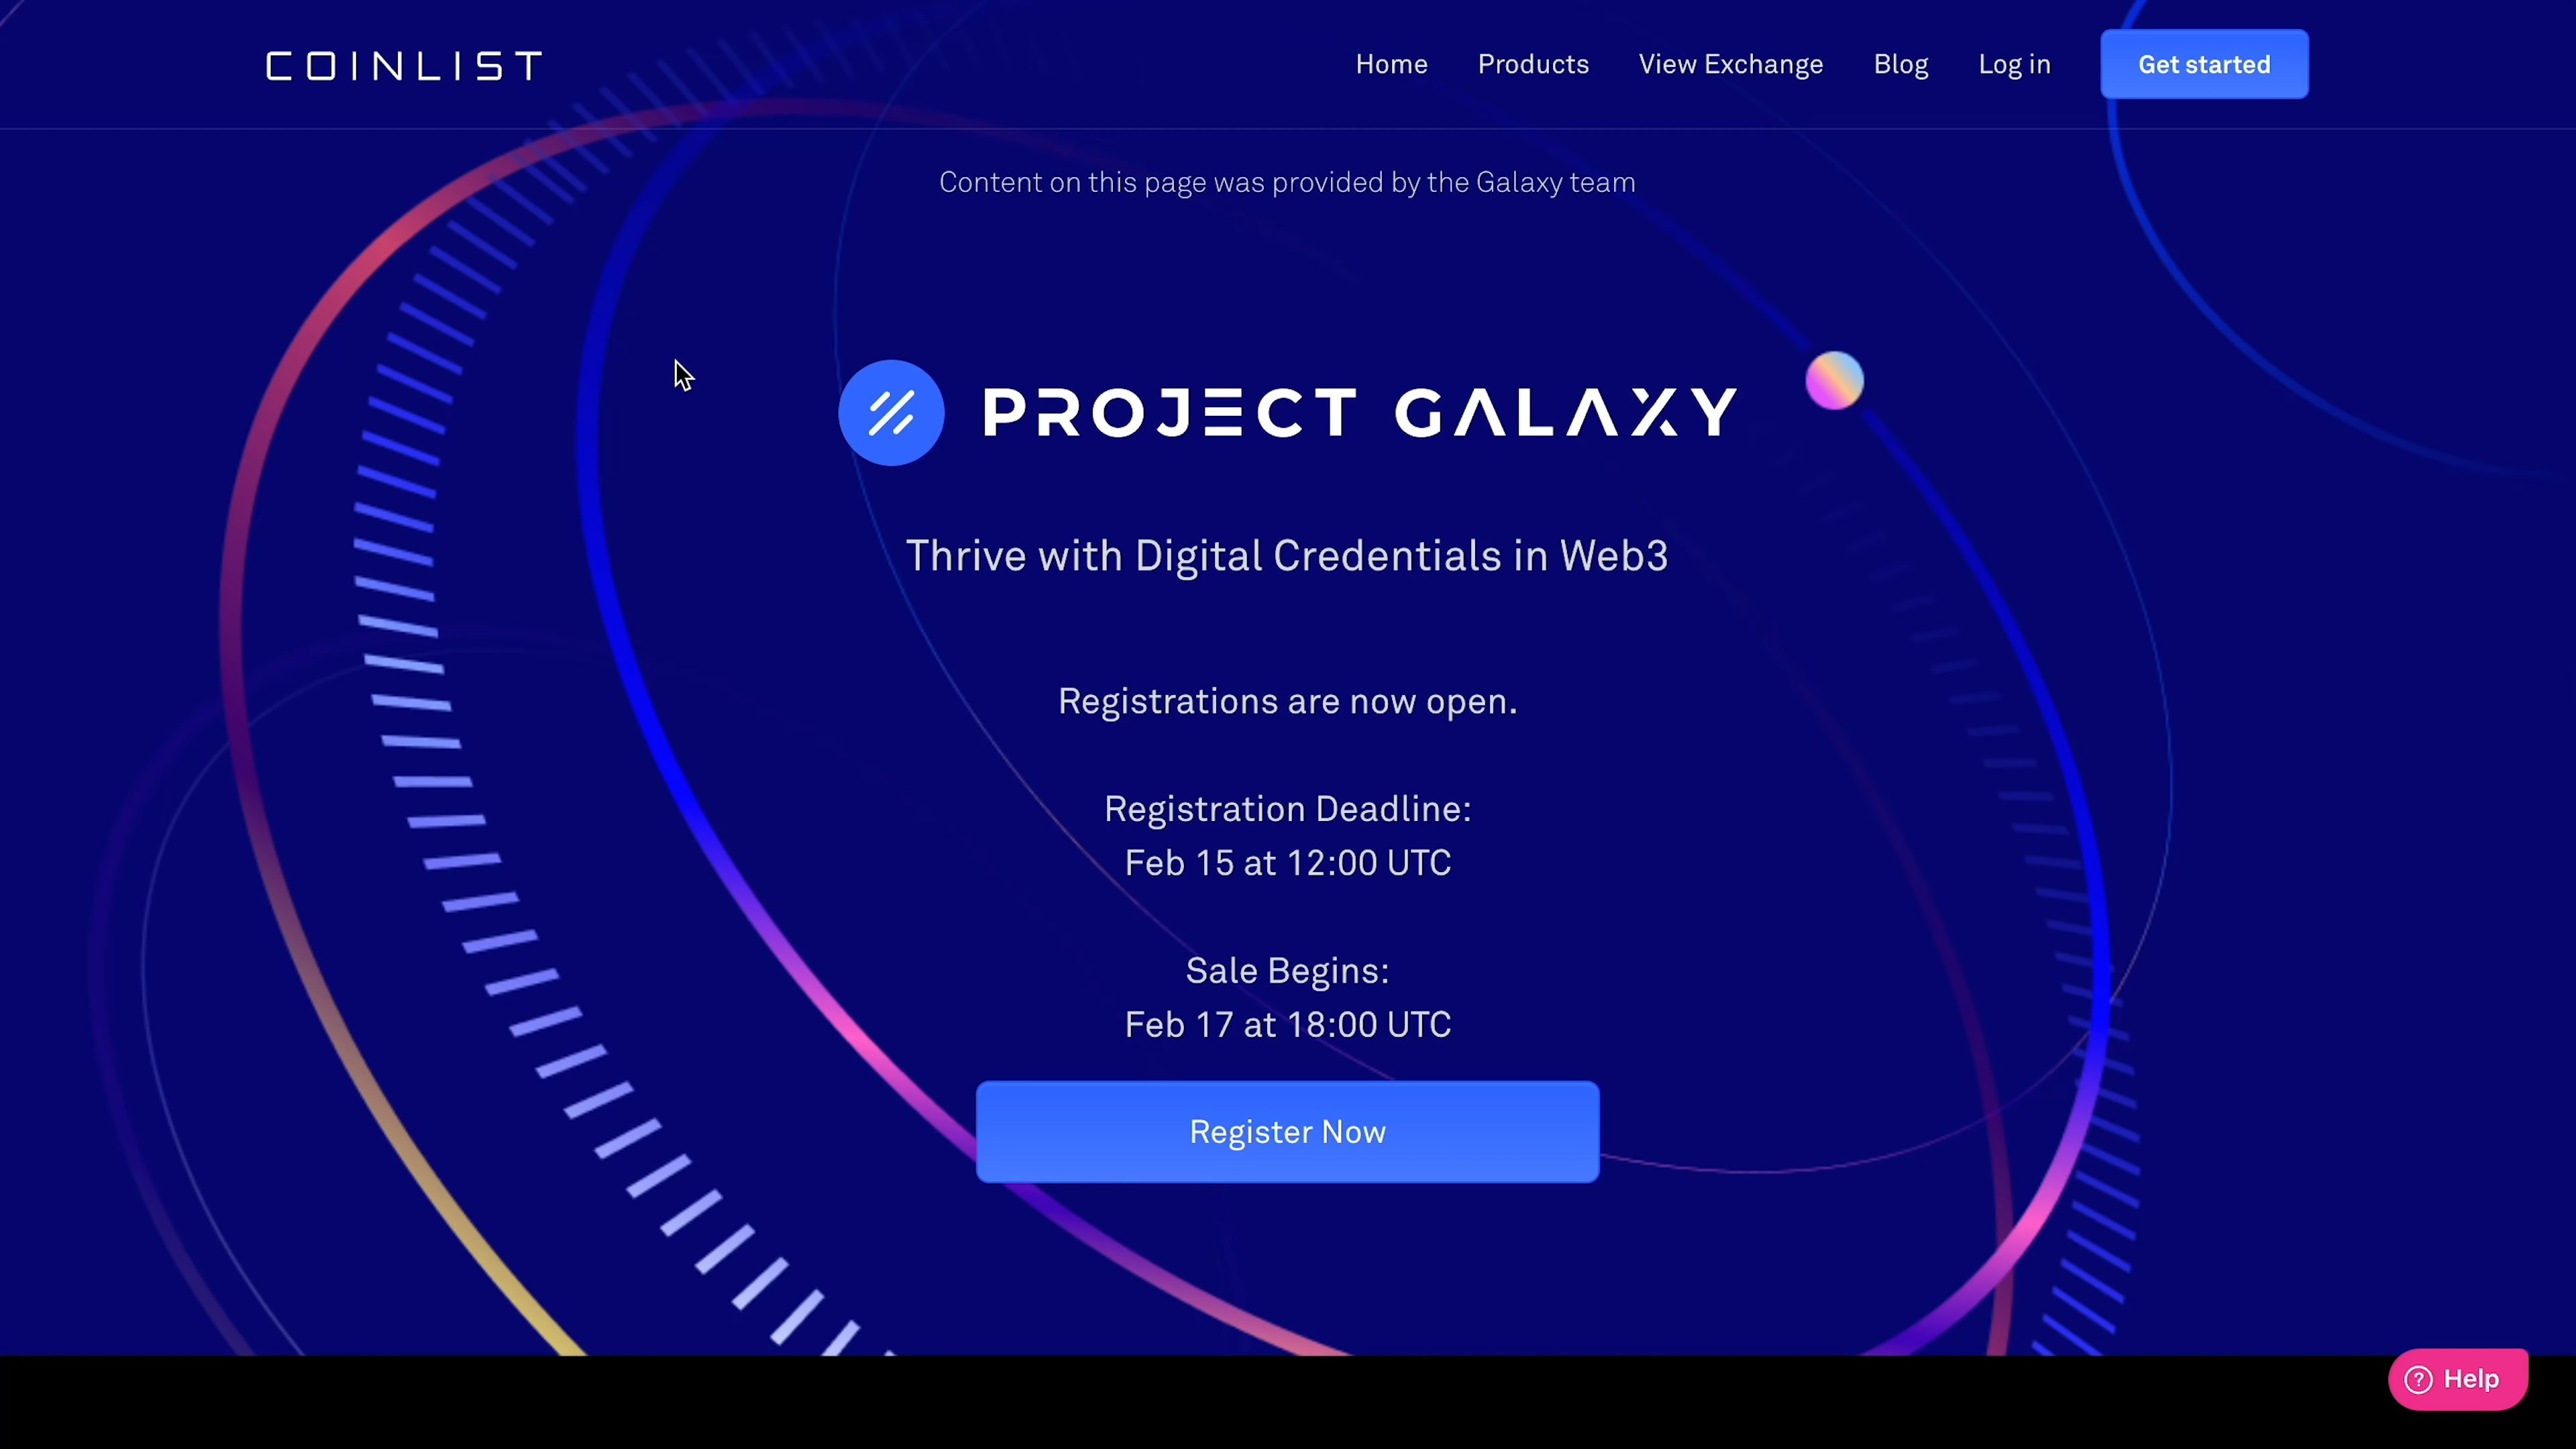 COINLIST
Home Products View Exchange Blog Log in Get started
Content on this page was provided by the Galaxy team
PROJECT GALAXY
Thrive with Digital Credentials in Web3
Registrations are now open.
Registration Deadline:
Feb 15 at 12:00 UTC
Sale Begins:
Feb 17 at 18:00 UTC
Register Now
? Help